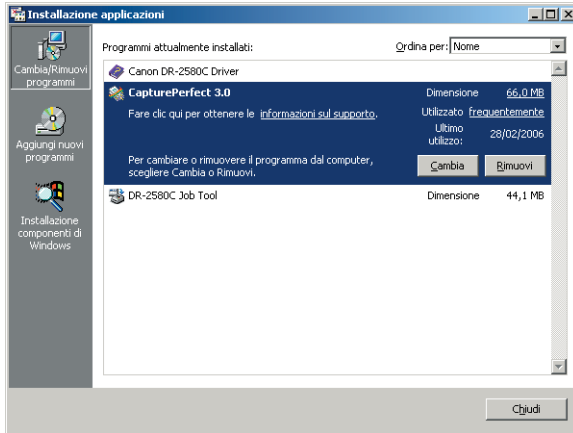 Installazione applicazioni
Programmi attualmente installati:
Ordina per: Nome
Cambia/Rimuovi
programmi
Aggiungi nuovi
programmi
Installazione
componenti di
Windows
Canon DR-2580C Driver
CapturePerfect 3.0
Dimensione 66,0 MB
Fare clic qui per ottenere le informazioni sul supporto.
Utilizzato frequentemente
Ultimo
utilizzo:
28/02/2006
Per cambiare o rimuovere il programma dal computer,
scegliere Cambia o Rimuovi.
Cambia
Rimuovi
DR-2580C Job Tool
Dimensione 44,1 MB
Chiudi